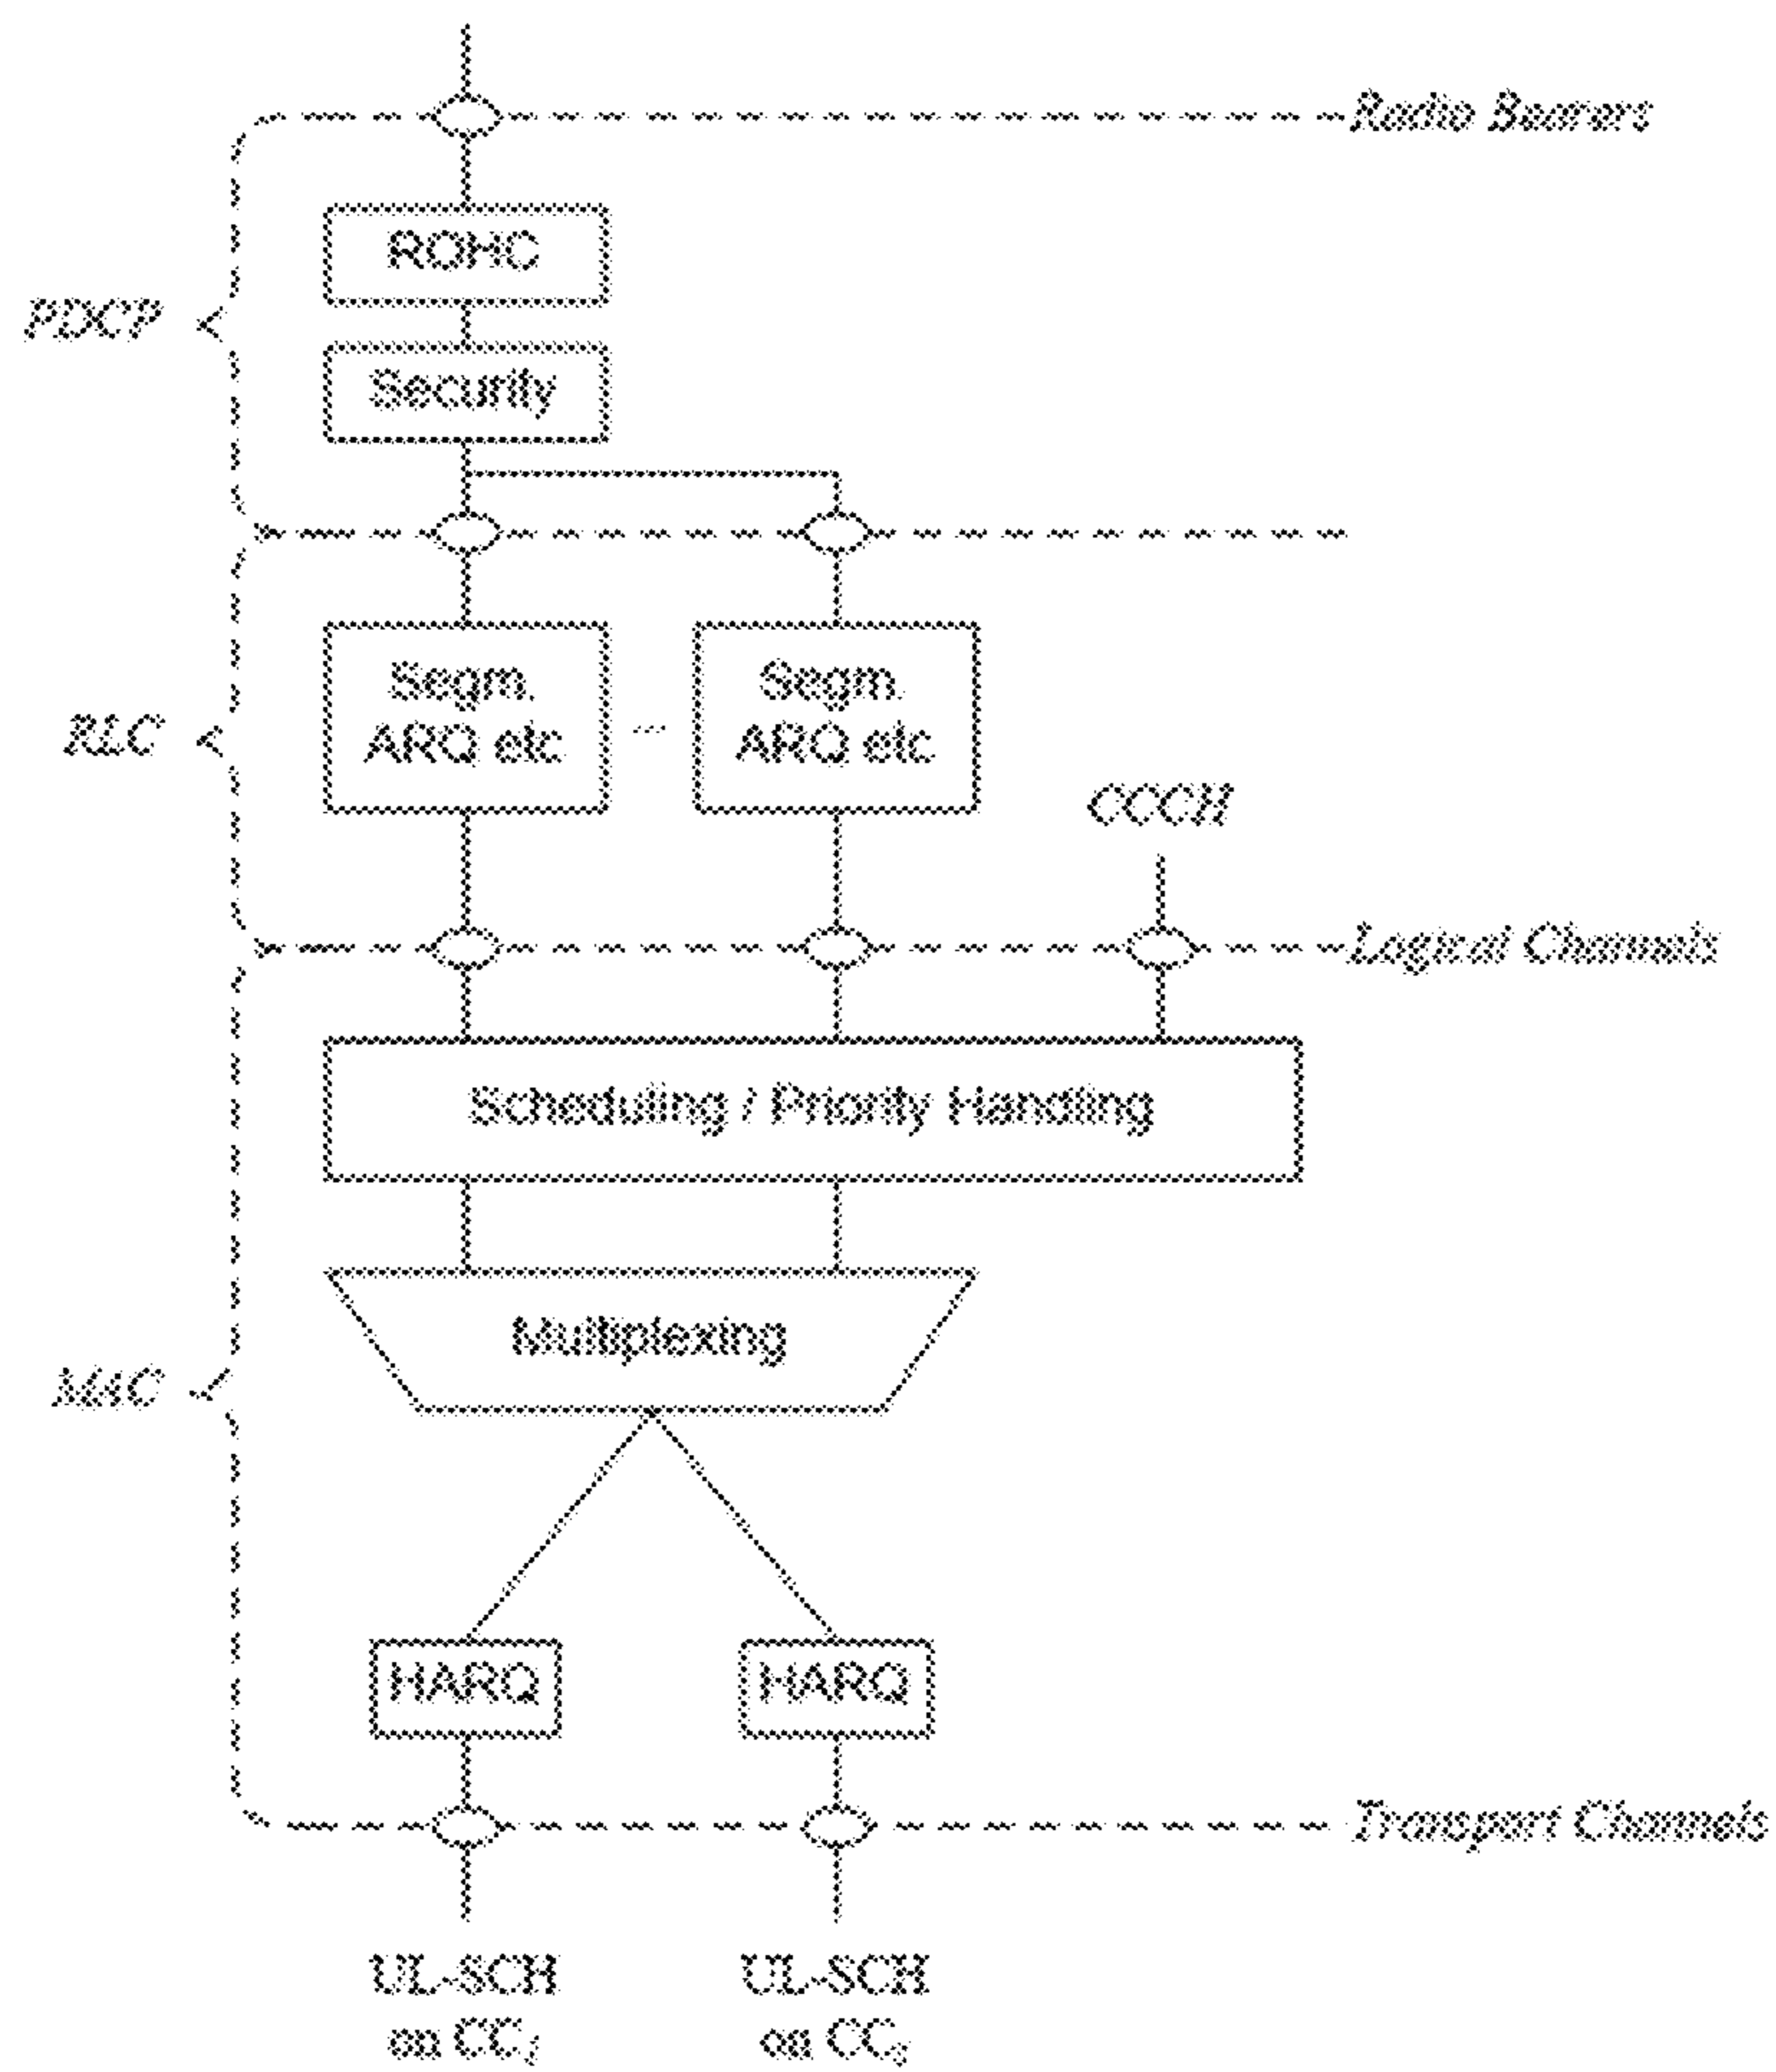 Radio Bearers
ROHC
PDCP
Security
Segm.
ARQ etc
...
Segm.
ARQ etc
RLC
CCCH
Logical Channels
Scheduling / Priority Handling
Multiplexing
MAC
HARQ
HARQ
Transport Channels
UL-SCH
on CC1
UL-SCH
on CC